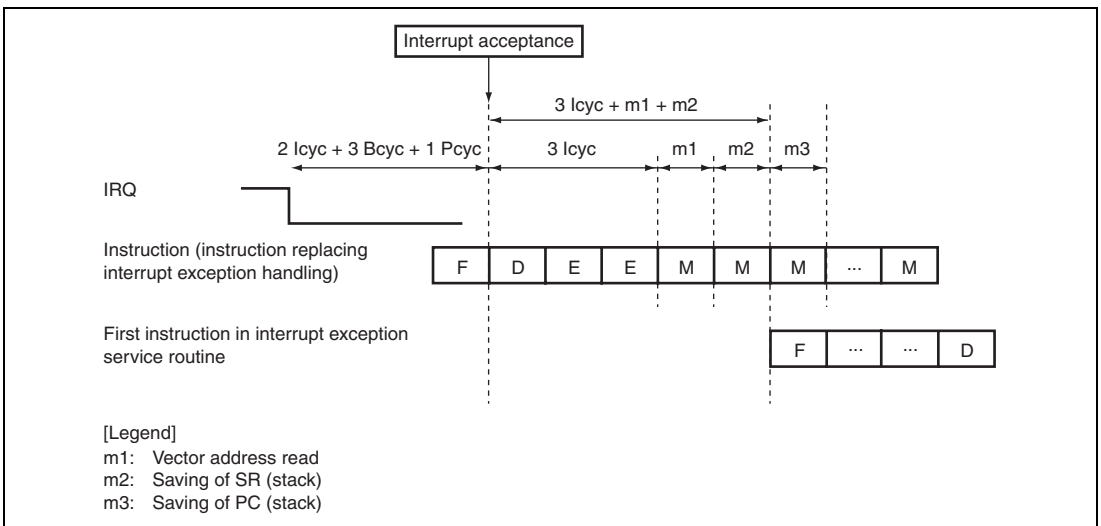 Interrupt acceptance
3 Icyc + m1 + m2
2 Icyc + 3 Bcyc + 1 Pcyc
3 Icyc
m1
m2
m3
IRQ
Instruction (instruction replacing
interrupt exception handling)
F D E E M M M ... M
First instruction in interrupt exception
service routine
F ... ... D
[Legend]
m1: Vector address read
m2: Saving of SR (stack)
m3: Saving of PC (stack)